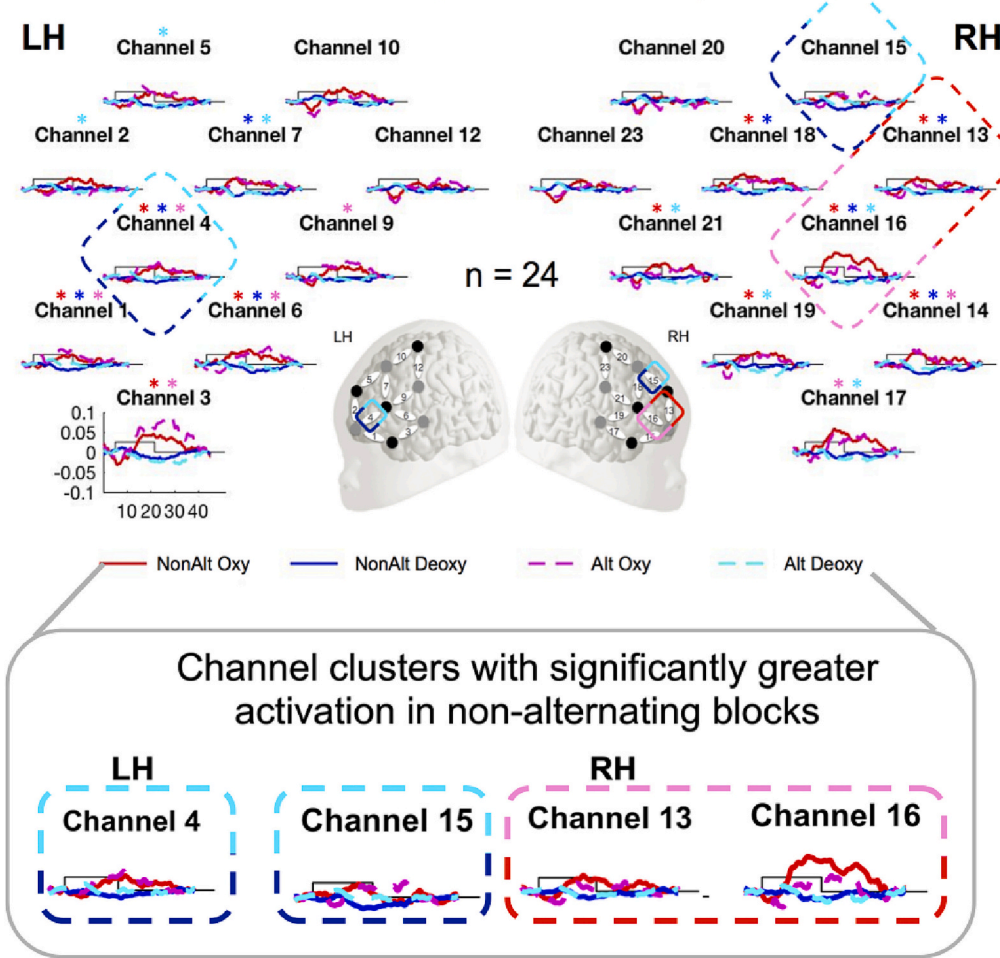 LH
RH
*
Channel 5
Channel 10
Channel 20
Channel 15
*
Channel 2
* *
Channel 7
Channel 12
Channel 23
* *
Channel 18
* *
Channel 13
* * *
Channel 4
*
Channel 9
n = 24
* *
Channel 21
* * *
Channel 16
* * *
Channel 1
* * *
Channel 6
* *
Channel 19
* * *
Channel 14
* *
Channel 3
* *
Channel 17
0.1
0.05
0
-0.05
-0.1
10 20 30 40
LH
10
12
5
7
9
2
4
6
1
3
RH
20
23
15
18
21
13
19
16
17
NonAlt Oxy
NonAlt Deoxy
Alt Oxy
Alt Deoxy
Channel clusters with significantly greater
activation in non-alternating blocks
LH
RH
Channel 4
Channel 15
Channel 13
Channel 16